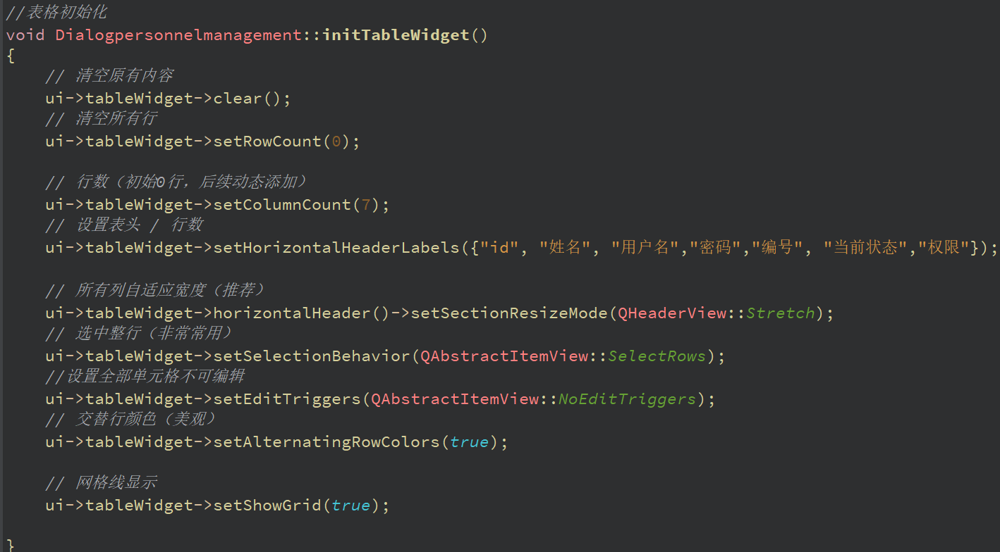 //表格初始化
void Dialogpersonnelmanagement::initTableWidget()
{
    // 清空原有内容
    ui->tableWidget->clear();
    // 清空所有行
    ui->tableWidget->setRowCount(0);
    // 行数（初始0行，后续动态添加）
    ui->tableWidget->setColumnCount(7);
    // 设置表头 / 行数
    ui->tableWidget->setHorizontalHeaderLabels({"id", "姓名", "用户名","密码","编号", "当前状态","权限"});
    // 所有列自适应宽度（推荐）
    ui->tableWidget->horizontalHeader()->setSectionResizeMode(QHeaderView::Stretch);
    // 选中整行（非常常用）
    ui->tableWidget->setSelectionBehavior(QAbstractItemView::SelectRows);
    //设置全部单元格不可编辑
    ui->tableWidget->setEditTriggers(QAbstractItemView::NoEditTriggers);
    // 交替行颜色（美观）
    ui->tableWidget->setAlternatingRowColors(true);
    // 网格线显示
    ui->tableWidget->setShowGrid(true);
}